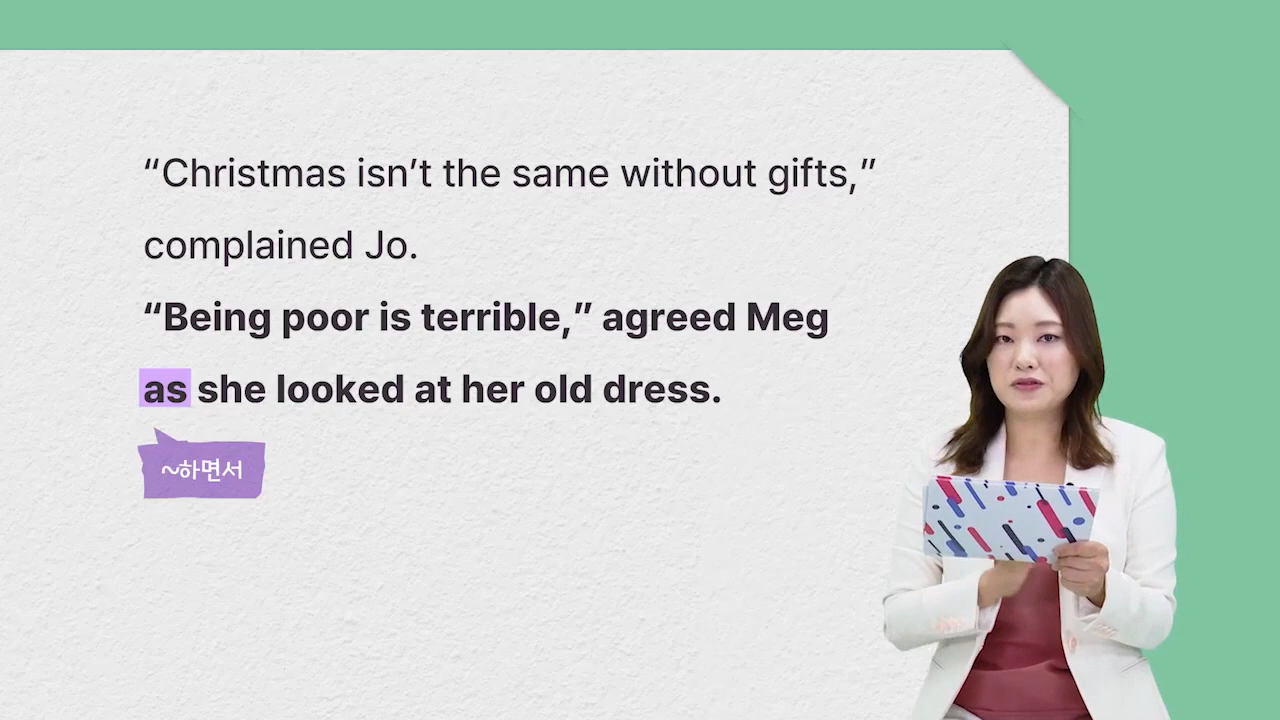 “Christmas isn’t the same without gifts,”
complained Jo.
“Being poor is terrible,” agreed Meg
as she looked at her old dress.
~하면서